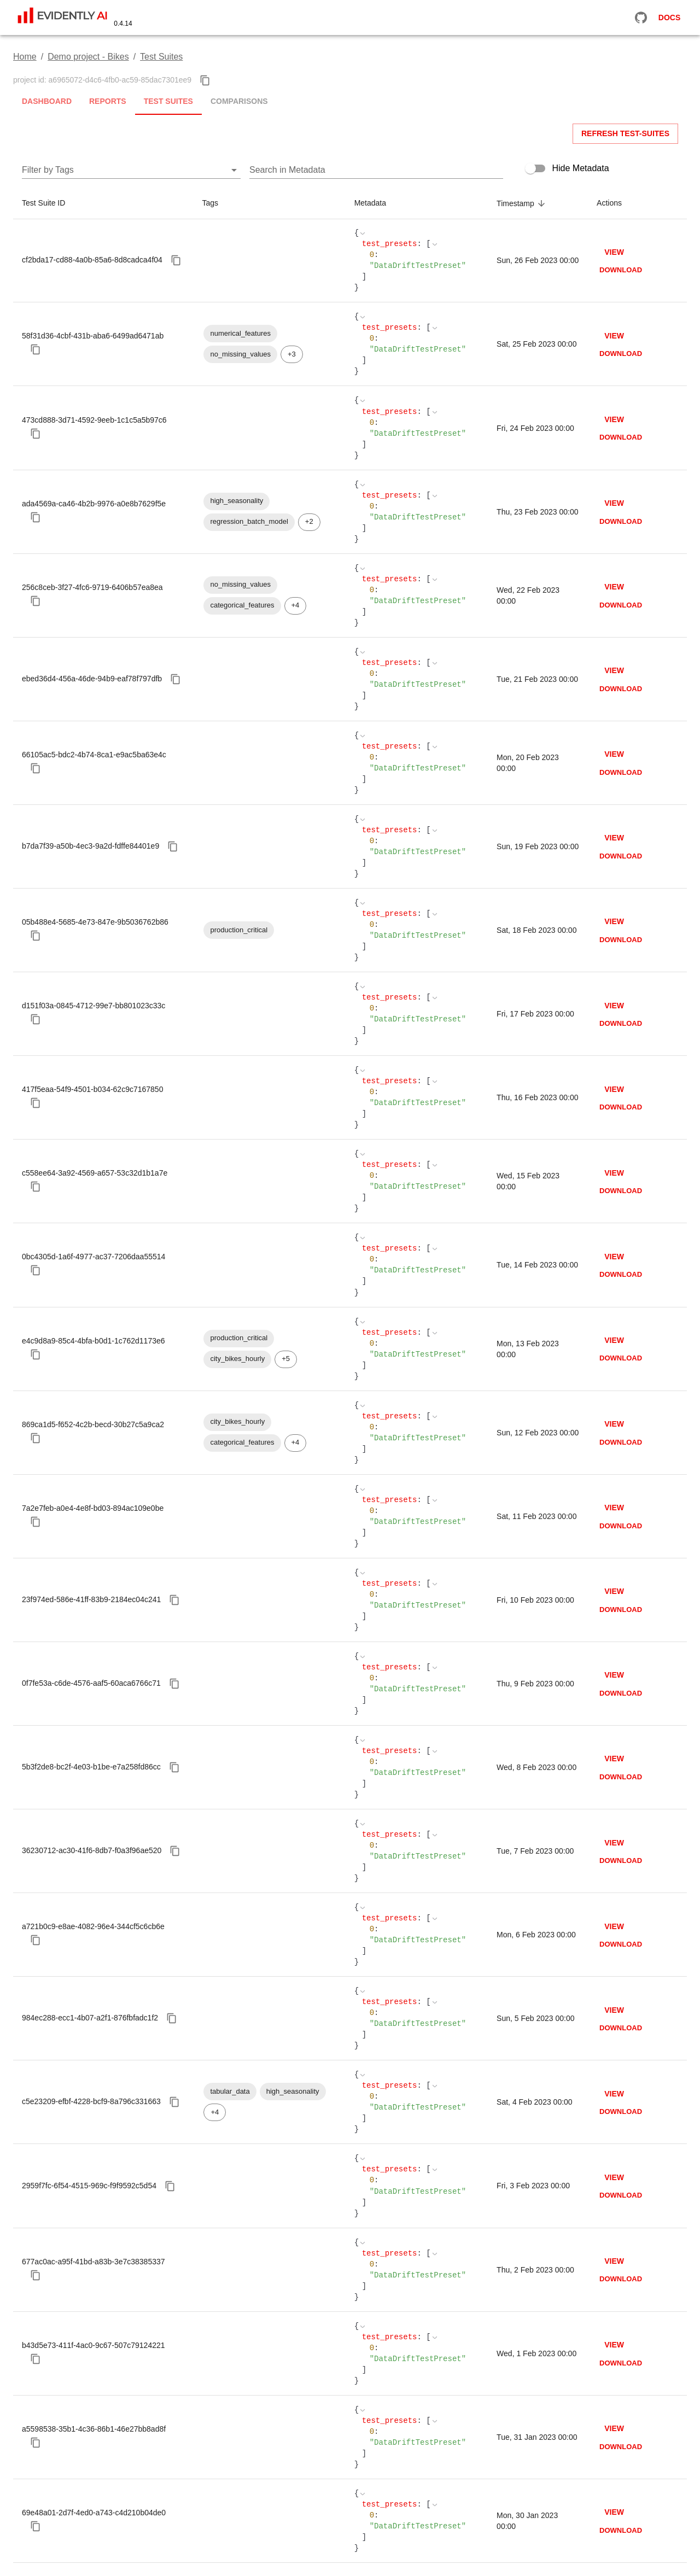 EVIDENTLY AI 0.4.14
DOCS
Home / Demo project - Bikes / Test Suites
project id: a6965072-d4c6-4fb0-ac59-85dac7301ee9
DASHBOARD REPORTS TEST SUITES COMPARISONS
REFRESH TEST-SUITES
Filter by Tags Search in Metadata Hide Metadata
Test Suite ID Tags Metadata Timestamp Actions
cf2bda17-cd88-4a0b-85a6-8d8cadca4f04
{
test_presets: [
0:
"DataDriftTestPreset"
]
}
Sun, 26 Feb 2023 00:00
VIEW
DOWNLOAD
58f31d36-4cbf-431b-aba6-6499ad6471ab
numerical_features
no_missing_values +3
{
test_presets: [
0:
"DataDriftTestPreset"
]
}
Sat, 25 Feb 2023 00:00
VIEW
DOWNLOAD
473cd888-3d71-4592-9eeb-1c1c5a5b97c6
{
test_presets: [
0:
"DataDriftTestPreset"
]
}
Fri, 24 Feb 2023 00:00
VIEW
DOWNLOAD
ada4569a-ca46-4b2b-9976-a0e8b7629f5e
high_seasonality
regression_batch_model +2
{
test_presets: [
0:
"DataDriftTestPreset"
]
}
Thu, 23 Feb 2023 00:00
VIEW
DOWNLOAD
256c8ceb-3f27-4fc6-9719-6406b57ea8ea
no_missing_values
categorical_features +4
{
test_presets: [
0:
"DataDriftTestPreset"
]
}
Wed, 22 Feb 2023
00:00
VIEW
DOWNLOAD
ebed36d4-456a-46de-94b9-eaf78f797dfb
{
test_presets: [
0:
"DataDriftTestPreset"
]
}
Tue, 21 Feb 2023 00:00
VIEW
DOWNLOAD
66105ac5-bdc2-4b74-8ca1-e9ac5ba63e4c
{
test_presets: [
0:
"DataDriftTestPreset"
]
}
Mon, 20 Feb 2023
00:00
VIEW
DOWNLOAD
b7da7f39-a50b-4ec3-9a2d-fdffe84401e9
{
test_presets: [
0:
"DataDriftTestPreset"
]
}
Sun, 19 Feb 2023 00:00
VIEW
DOWNLOAD
05b488e4-5685-4e73-847e-9b5036762b86
production_critical
{
test_presets: [
0:
"DataDriftTestPreset"
]
}
Sat, 18 Feb 2023 00:00
VIEW
DOWNLOAD
d151f03a-0845-4712-99e7-bb801023c33c
{
test_presets: [
0:
"DataDriftTestPreset"
]
}
Fri, 17 Feb 2023 00:00
VIEW
DOWNLOAD
417f5eaa-54f9-4501-b034-62c9c7167850
{
test_presets: [
0:
"DataDriftTestPreset"
]
}
Thu, 16 Feb 2023 00:00
VIEW
DOWNLOAD
c558ee64-3a92-4569-a657-53c32d1b1a7e
{
test_presets: [
0:
"DataDriftTestPreset"
]
}
Wed, 15 Feb 2023
00:00
VIEW
DOWNLOAD
0bc4305d-1a6f-4977-ac37-7206daa55514
{
test_presets: [
0:
"DataDriftTestPreset"
]
}
Tue, 14 Feb 2023 00:00
VIEW
DOWNLOAD
e4c9d8a9-85c4-4bfa-b0d1-1c762d1173e6
production_critical
city_bikes_hourly +5
{
test_presets: [
0:
"DataDriftTestPreset"
]
}
Mon, 13 Feb 2023
00:00
VIEW
DOWNLOAD
869ca1d5-f652-4c2b-becd-30b27c5a9ca2
city_bikes_hourly
categorical_features +4
{
test_presets: [
0:
"DataDriftTestPreset"
]
}
Sun, 12 Feb 2023 00:00
VIEW
DOWNLOAD
7a2e7feb-a0e4-4e8f-bd03-894ac109e0be
{
test_presets: [
0:
"DataDriftTestPreset"
]
}
Sat, 11 Feb 2023 00:00
VIEW
DOWNLOAD
23f974ed-586e-41ff-83b9-2184ec04c241
{
test_presets: [
0:
"DataDriftTestPreset"
]
}
Fri, 10 Feb 2023 00:00
VIEW
DOWNLOAD
0f7fe53a-c6de-4576-aaf5-60aca6766c71
{
test_presets: [
0:
"DataDriftTestPreset"
]
}
Thu, 9 Feb 2023 00:00
VIEW
DOWNLOAD
5b3f2de8-bc2f-4e03-b1be-e7a258fd86cc
{
test_presets: [
0:
"DataDriftTestPreset"
]
}
Wed, 8 Feb 2023 00:00
VIEW
DOWNLOAD
36230712-ac30-41f6-8db7-f0a3f96ae520
{
test_presets: [
0:
"DataDriftTestPreset"
]
}
Tue, 7 Feb 2023 00:00
VIEW
DOWNLOAD
a721b0c9-e8ae-4082-96e4-344cf5c6cb6e
{
test_presets: [
0:
"DataDriftTestPreset"
]
}
Mon, 6 Feb 2023 00:00
VIEW
DOWNLOAD
984ec288-ecc1-4b07-a2f1-876fbfadc1f2
{
test_presets: [
0:
"DataDriftTestPreset"
]
}
Sun, 5 Feb 2023 00:00
VIEW
DOWNLOAD
c5e23209-efbf-4228-bcf9-8a796c331663
tabular_data high_seasonality
+4
{
test_presets: [
0:
"DataDriftTestPreset"
]
}
Sat, 4 Feb 2023 00:00
VIEW
DOWNLOAD
2959f7fc-6f54-4515-969c-f9f9592c5d54
{
test_presets: [
0:
"DataDriftTestPreset"
]
}
Fri, 3 Feb 2023 00:00
VIEW
DOWNLOAD
677ac0ac-a95f-41bd-a83b-3e7c38385337
{
test_presets: [
0:
"DataDriftTestPreset"
]
}
Thu, 2 Feb 2023 00:00
VIEW
DOWNLOAD
b43d5e73-411f-4ac0-9c67-507c79124221
{
test_presets: [
0:
"DataDriftTestPreset"
]
}
Wed, 1 Feb 2023 00:00
VIEW
DOWNLOAD
a5598538-35b1-4c36-86b1-46e27bb8ad8f
{
test_presets: [
0:
"DataDriftTestPreset"
]
}
Tue, 31 Jan 2023 00:00
VIEW
DOWNLOAD
69e48a01-2d7f-4ed0-a743-c4d210b04de0
{
test_presets: [
0:
"DataDriftTestPreset"
]
}
Mon, 30 Jan 2023
00:00
VIEW
DOWNLOAD